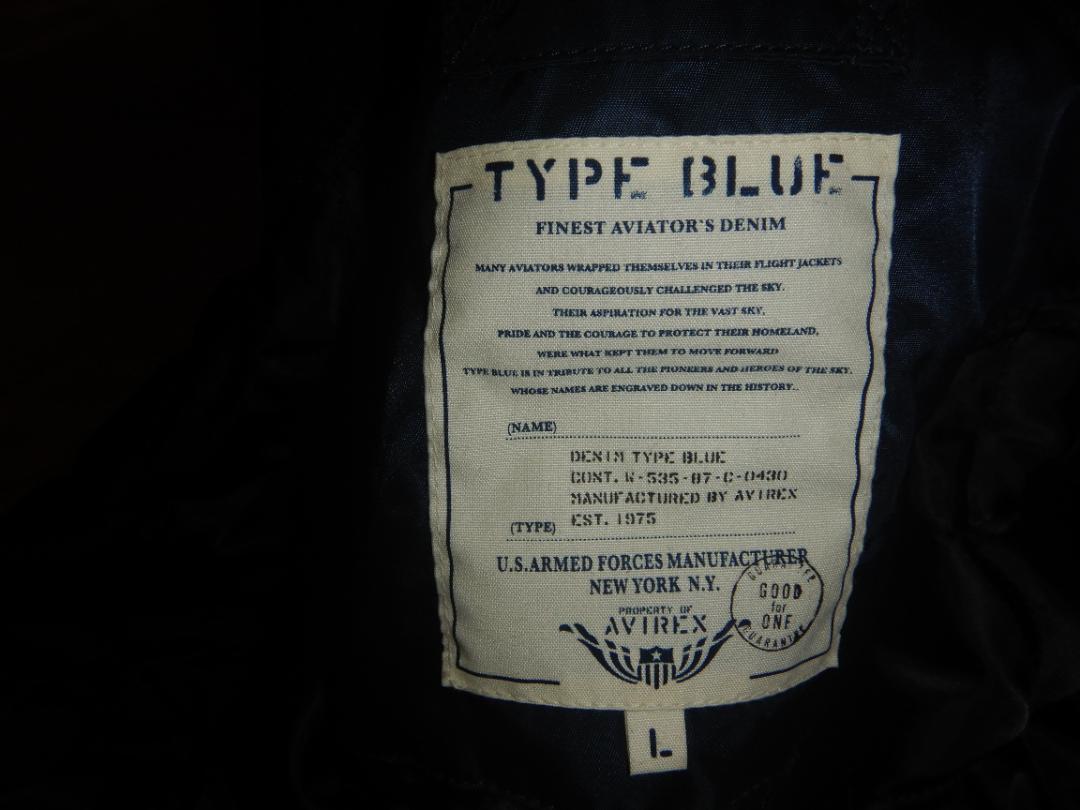 TYPE BLUE
FINEST AVIATOR'S DENIM
MANY AVIATORS WRAPPED THEMSELVES IN THEIR FLIGHT JACKETS
AND COURAGEOUSLY CHALLENGED THE SKY.
THEIR ASPIRATION FOR THE VAST SKY,
PRIDE AND THE COURAGE TO PROTECT THEIR HOMELAND,
WERE WHAT KEPT THEM TO MOVE FORWARD
TYPE BLUE IS IN TRIBUTE TO ALL THE PIONEERS AND HEROES OF THE SKY.
WHOSE NAMES ARE ENGRAVED DOWN IN THE HISTORY..
(NAME)
DENIM TYPE BLUE
CONT. W-535-87-C-0430
MANUFACTURED BY AVIREX
(TYPE) EST. 1975
U.S.ARMED FORCES MANUFACTURER
NEW YORK N.Y.
PROPERTY OF
AVIREX
GUARANTEE
GOOD
for
ONE
GUARANTEE
L